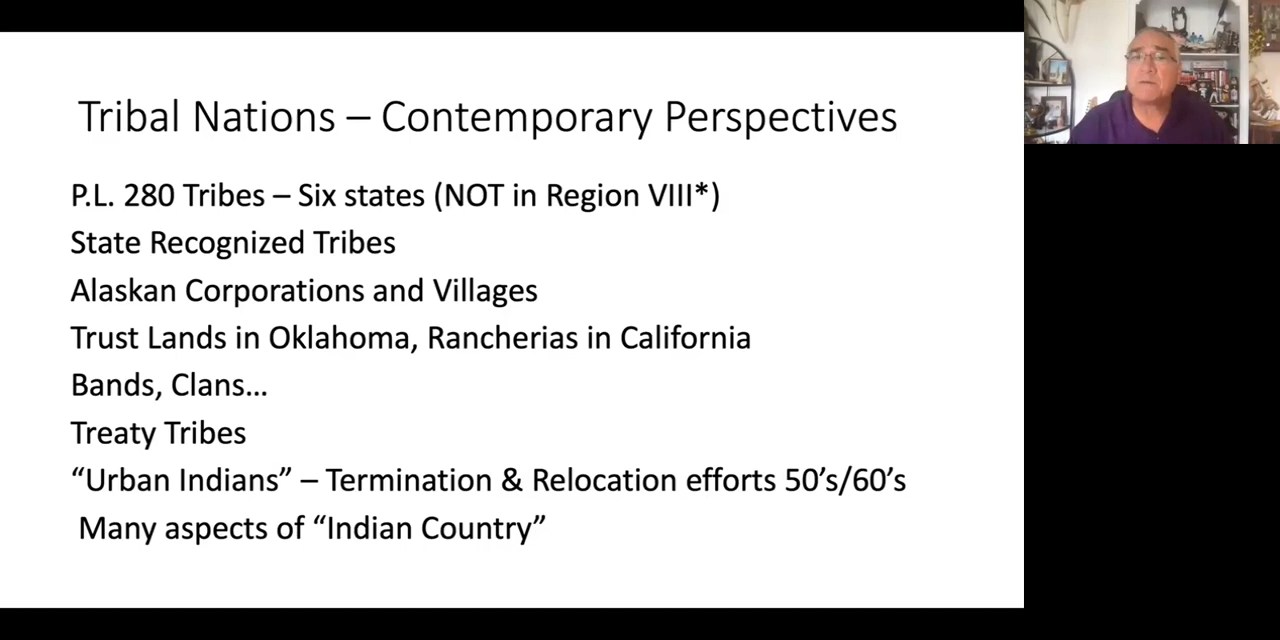 Tribal Nations – Contemporary Perspectives
P.L. 280 Tribes – Six states (NOT in Region VIII*)
State Recognized Tribes
Alaskan Corporations and Villages
Trust Lands in Oklahoma, Rancherias in California
Bands, Clans…
Treaty Tribes
“Urban Indians” – Termination & Relocation efforts 50’s/60’s
Many aspects of “Indian Country”